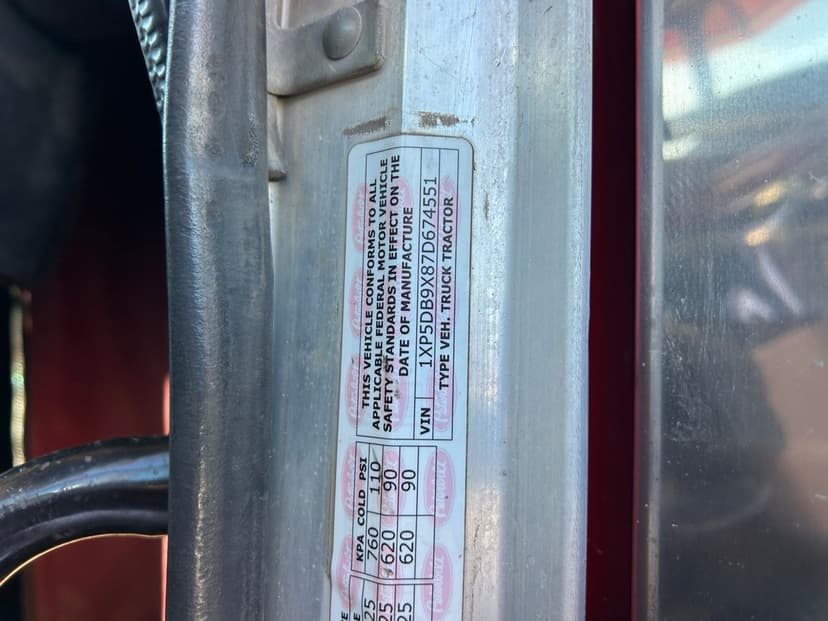 THIS VEHICLE CONFORMS TO ALL
APPLICABLE FEDERAL MOTOR VEHICLE
SAFETY STANDARDS IN EFFECT ON THE
DATE OF MANUFACTURE
VIN 1XP5DB9X87D674551
TYPE VEH. TRUCK TRACTOR
KPA COLD PSI
760 110
620 90
620 90
Peterbilt